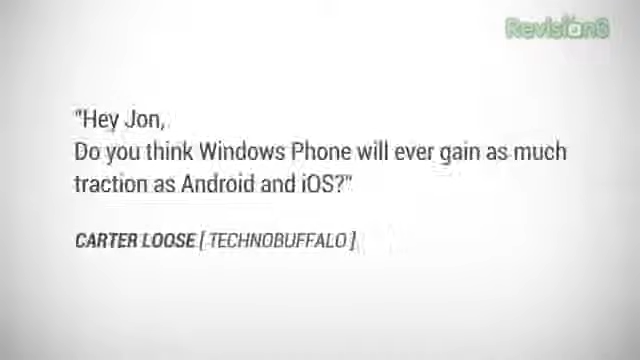 Revision3
"Hey Jon,
Do you think Windows Phone will ever gain as much
traction as Android and iOS?"
CARTER LOOSE [ TECHNOBUFFALO ]